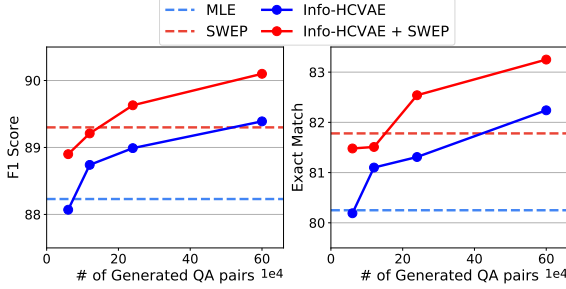 MLE
Info-HCVAE
SWEP
Info-HCVAE + SWEP
F1 Score
90
89
88
0
20
40
60
# of Generated QA pairs
1e4
Exact Match
83
82
81
80
0
20
40
60
# of Generated QA pairs
1e4